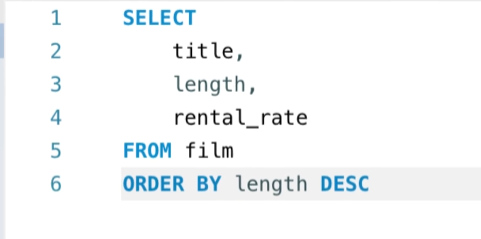 1 SELECT
2     title,
3     length,
4     rental_rate
5 FROM film
6 ORDER BY length DESC